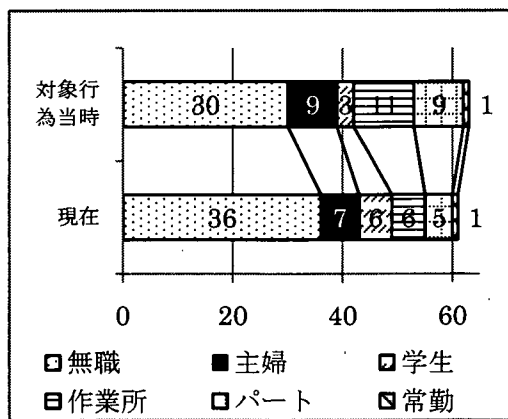 対象行
為当時
30 9 3 11 9 1
現在
36 7 6 6 5 1
0 20 40 60
無職 主婦 学生
作業所 パート 常勤